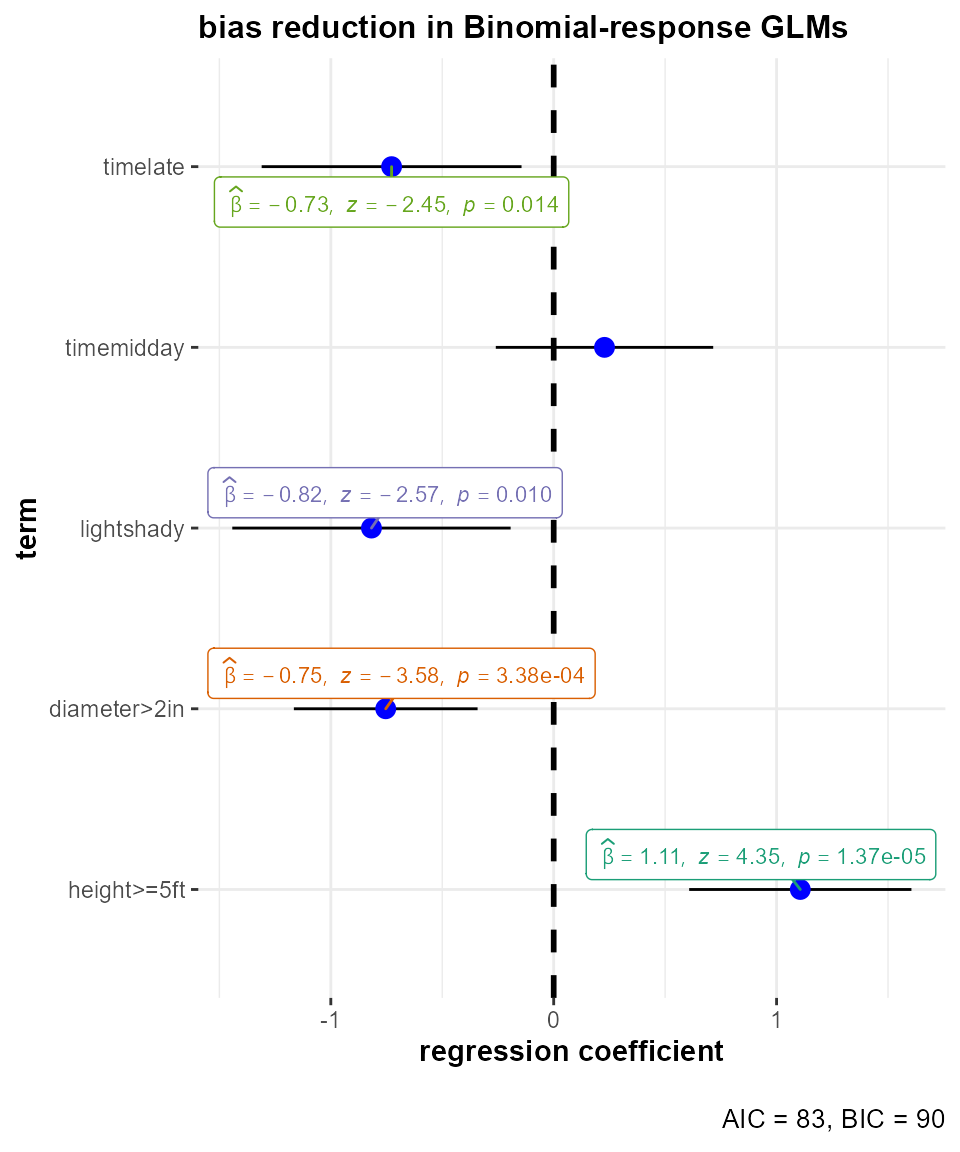 bias reduction in Binomial-response GLMs
timelate
β̂ = −0.73, z = −2.45, p = 0.014
timemidday
β̂ = −0.82, z = −2.57, p = 0.010
lightshady
term
β̂ = −0.75, z = −3.58, p = 3.38e-04
diameter>2in
β̂ = 1.11, z = 4.35, p = 1.37e-05
height>=5ft
-1 0 1
regression coefficient
AIC = 83, BIC = 90